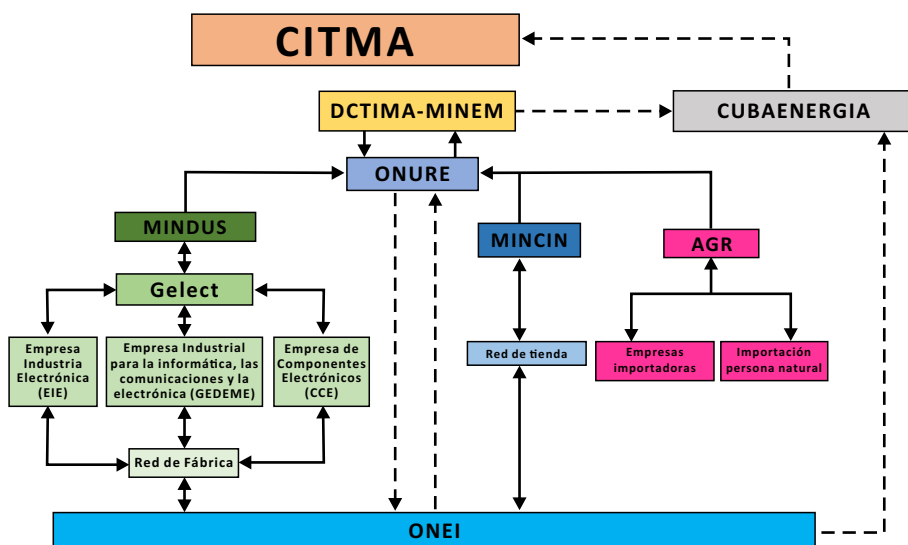 CITMA
DCTIMA-MINEM
CUBAENERGIA
ONURE
MINDUS
MINCIN
AGR
Gelect
Empresa
Industria
Electrónica
(EIE)
Empresa Industrial
para la informática, las
comunicaciones y la
electrónica (GEDEME)
Empresa de
Componentes
Electrónicos
(CCE)
Red de tienda
Empresas
importadoras
Importación
persona natural
Red de Fábrica
ONEI